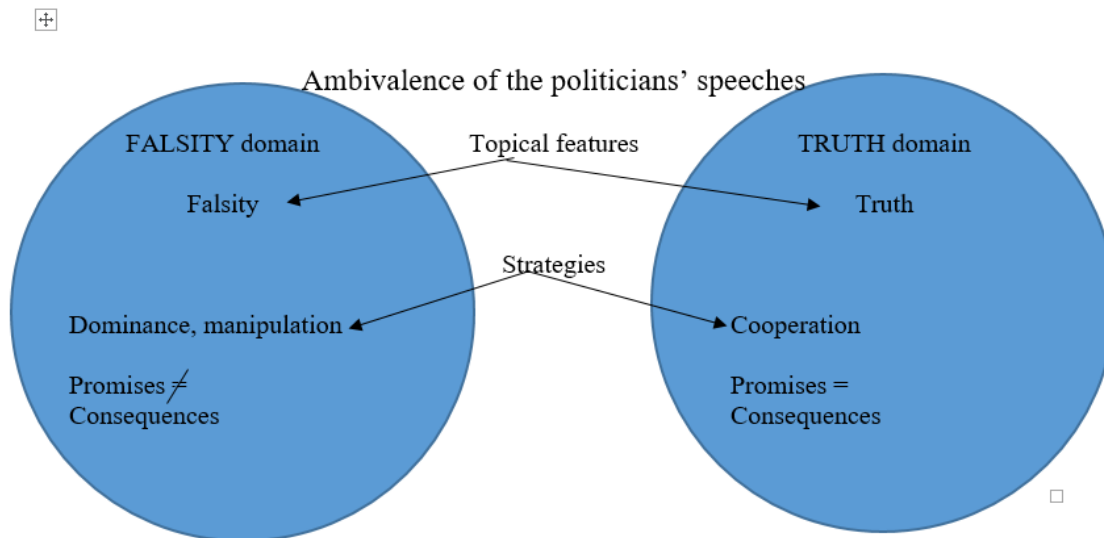 Ambivalence of the politicians’ speeches
FALSITY domain
Topical features
TRUTH domain
Falsity
Truth
Strategies
Dominance, manipulation
Cooperation
Promises ≠
Consequences
Promises =
Consequences